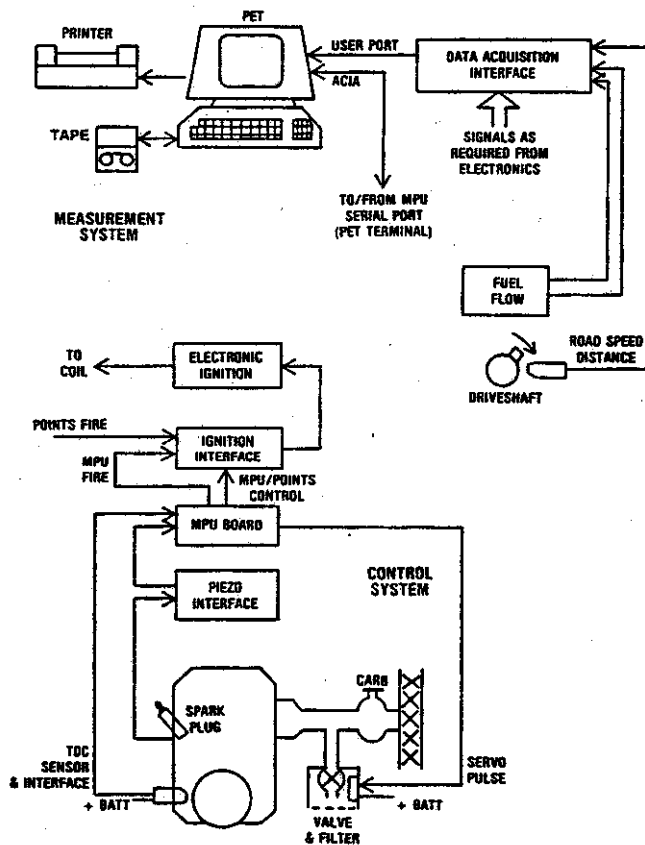 PET
PRINTER
USER PORT
DATA ACQUISITION
INTERFACE
ACIA
TAPE
SIGNALS AS
REQUIRED FROM
ELECTRONICS
TO/FROM MPU
SERIAL PORT
(PET TERMINAL)
MEASUREMENT
SYSTEM
FUEL
FLOW
ROAD SPEED
DISTANCE
DRIVESHAFT
TO
COIL
ELECTRONIC
IGNITION
POINTS FIRE
IGNITION
INTERFACE
MPU
FIRE
MPU/POINTS
CONTROL
MPU BOARD
CONTROL
SYSTEM
PIEZO
INTERFACE
CARB
SPARK
PLUG
TDC
SENSOR
& INTERFACE
SERVO
PULSE
+ BATT
+ BATT
VALVE
& FILTER